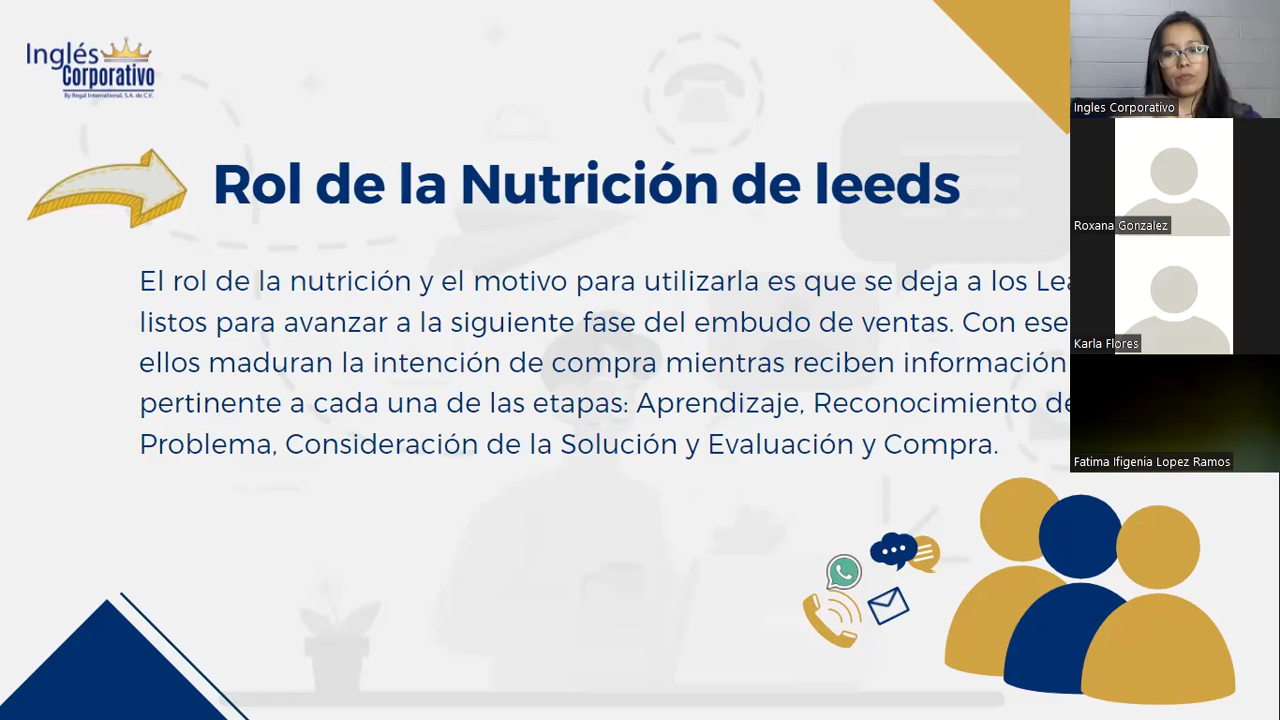 Inglés
Corporativo
By Regal International, S.A. de C.V.
Rol de la Nutrición de leeds
El rol de la nutrición y el motivo para utilizarla es que se deja a los
listos para avanzar a la siguiente fase del embudo de ventas. Con ese
ellos maduran la intención de compra mientras reciben información
pertinente a cada una de las etapas: Aprendizaje, Reconocimiento de
Problema, Consideración de la Solución y Evaluación y Compra.
Ingles Corporativo
Roxana Gonzalez
Karla Flores
Fatima Ifigenia Lopez Ramos